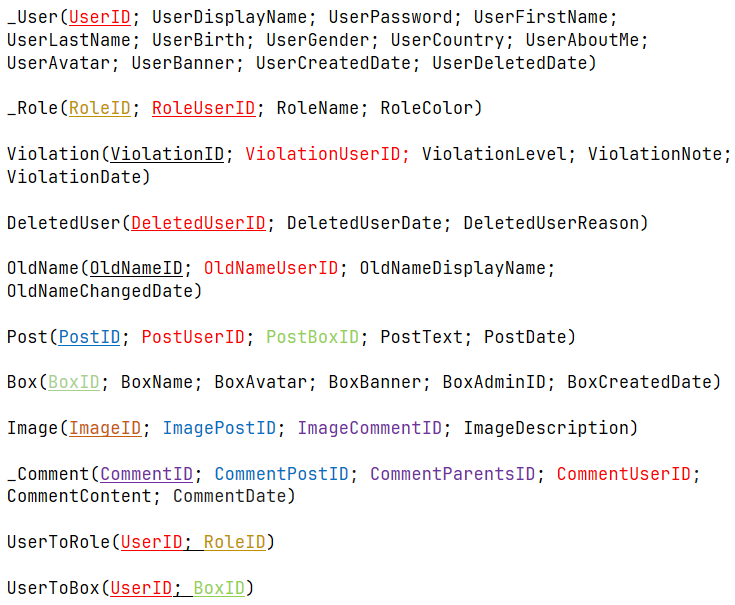 _User(UserID; UserDisplayName; UserPassword; UserFirstName;
UserLastName; UserBirth; UserGender; UserCountry; UserAboutMe;
UserAvatar; UserBanner; UserCreatedDate; UserDeletedDate)
_Role(RoleID; RoleUserID; RoleName; RoleColor)
Violation(ViolationID; ViolationUserID; ViolationLevel; ViolationNote;
ViolationDate)
DeletedUser(DeletedUserID; DeletedUserDate; DeletedUserReason)
OldName(OldNameID; OldNameUserID; OldNameDisplayName;
OldNameChangedDate)
Post(PostID; PostUserID; PostBoxID; PostText; PostDate)
Box(BoxID; BoxName; BoxAvatar; BoxBanner; BoxAdminID; BoxCreatedDate)
Image(ImageID; ImagePostID; ImageCommentID; ImageDescription)
_Comment(CommentID; CommentPostID; CommentParentsID; CommentUserID;
CommentContent; CommentDate)
UserToRole(UserID; RoleID)
UserToBox(UserID; BoxID)